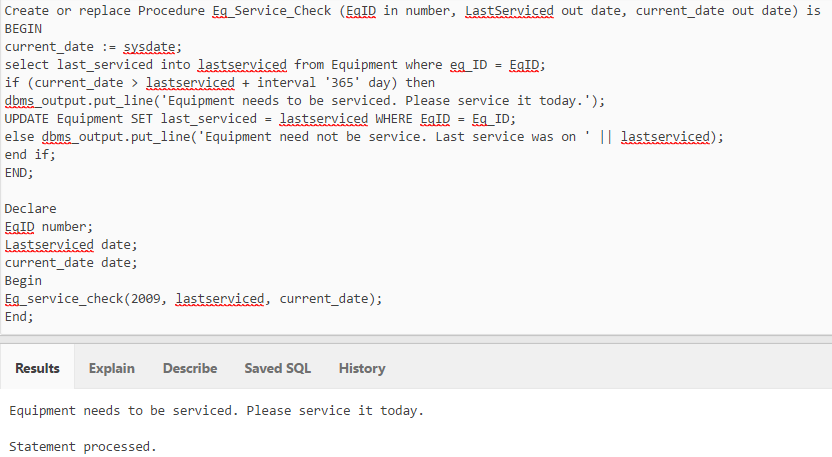 Create or replace Procedure Eq_Service_Check (EqID in number, LastServiced out date, current_date out date) is
BEGIN
current_date := sysdate;
select last_serviced into lastserviced from Equipment where eq_ID = EqID;
if (current_date > lastserviced + interval '365' day) then
dbms_output.put_line('Equipment needs to be serviced. Please service it today.');
UPDATE Equipment SET last_serviced = lastserviced WHERE EqID = Eq_ID;
else dbms_output.put_line('Equipment need not be service. Last service was on ' || lastserviced);
end if;
END;

Declare
EqID number;
Lastserviced date;
current_date date;
Begin
Eq_service_check(2009, lastserviced, current_date);
End;
Results Explain Describe Saved SQL History
Equipment needs to be serviced. Please service it today.
Statement processed.